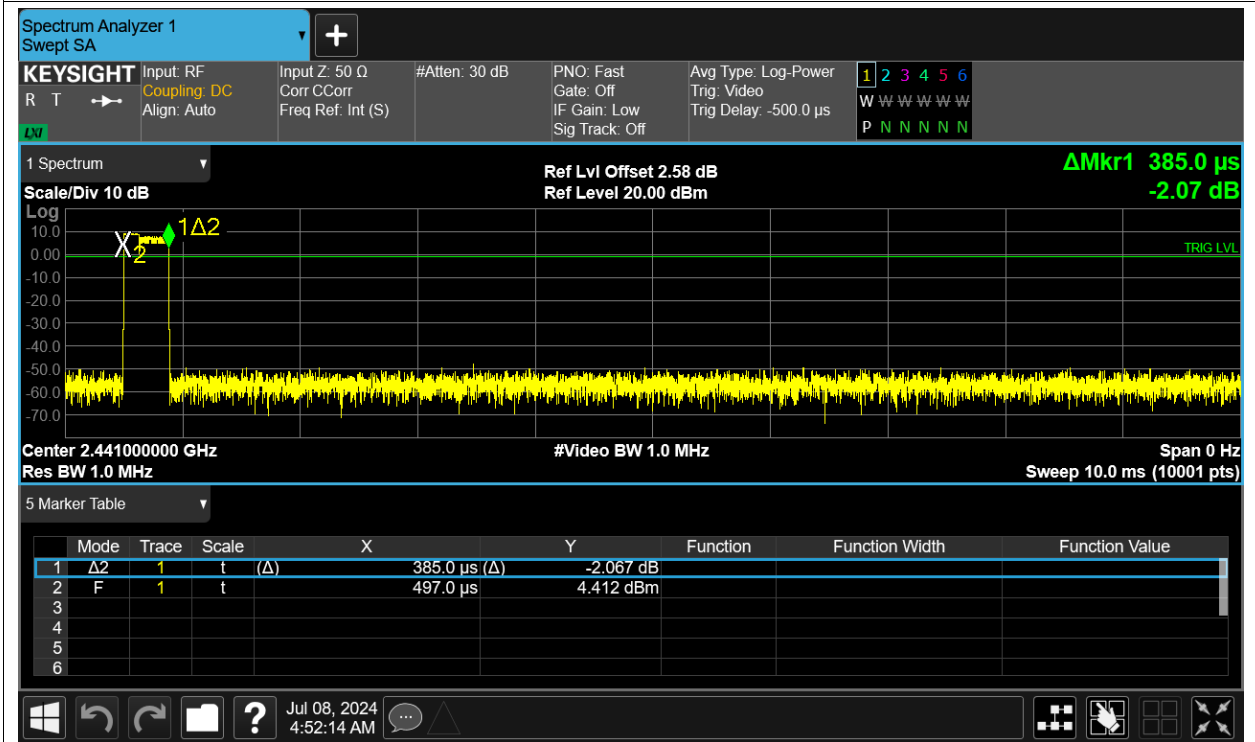 Spectrum Analyzer 1
Swept SA
+
KEYSIGHT Input: RF Input Z: 50 Ω #Atten: 30 dB PNO: Fast Avg Type: Log-Power 1 2 3 4 5 6
R T Coupling: DC Corr CCorr Gate: Off Trig: Video W W W W W W
Align: Auto Freq Ref: Int (S) IF Gain: Low Trig Delay: -500.0 µs
LXI Sig Track: Off P N N N N N
1 Spectrum Ref Lvl Offset 2.58 dB ΔMkr1 385.0 µs
Scale/Div 10 dB Ref Level 20.00 dBm -2.07 dB
Log
1Δ2
10.0
X 2
0.00 TRIG LVL
-10.0
-20.0
-30.0
-40.0
-50.0
-60.0
-70.0
Center 2.441000000 GHz #Video BW 1.0 MHz Span 0 Hz
Res BW 1.0 MHz Sweep 10.0 ms (10001 pts)
5 Marker Table
Mode Trace Scale X Y Function Function Width Function Value
1 Δ2 1 t (Δ) 385.0 µs (Δ) -2.067 dB
2 F 1 t 497.0 µs 4.412 dBm
3
4
5
6
? Jul 08, 2024
4:52:14 AM